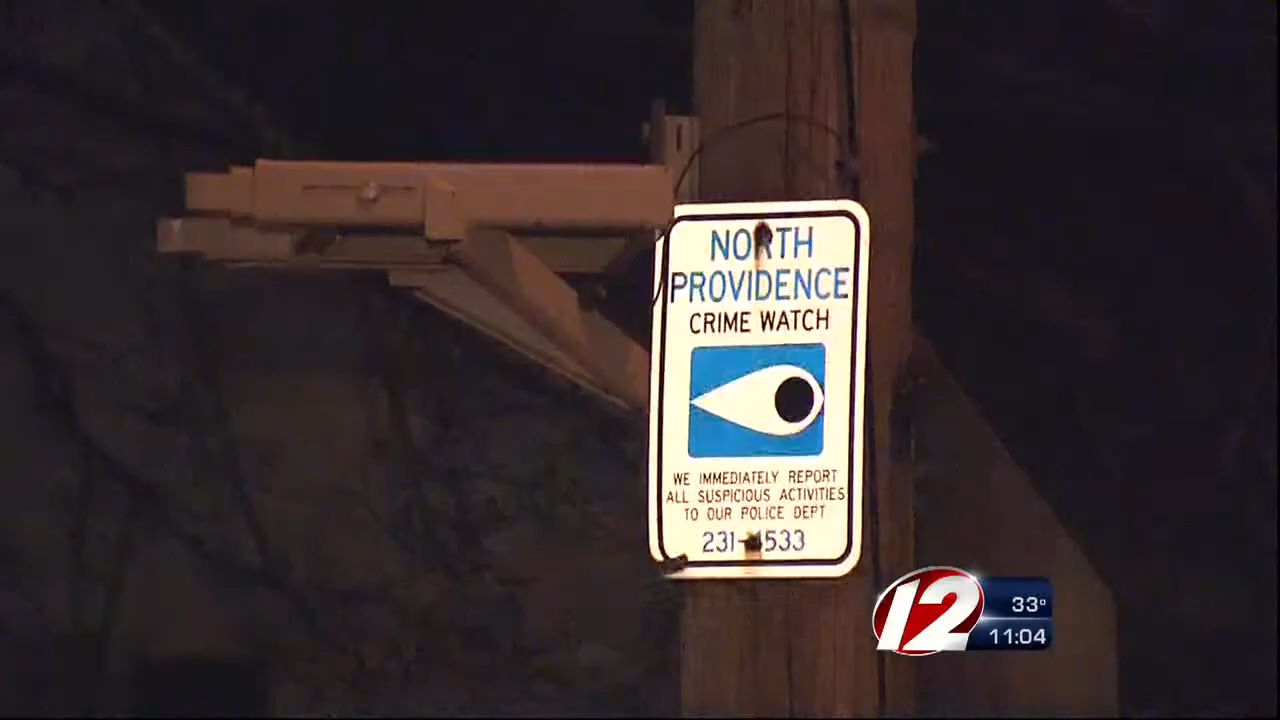 NORTH
PROVIDENCE
CRIME WATCH
WE IMMEDIATELY REPORT
ALL SUSPICIOUS ACTIVITIES
TO OUR POLICE DEPT
231-4533
12
33°
11:04